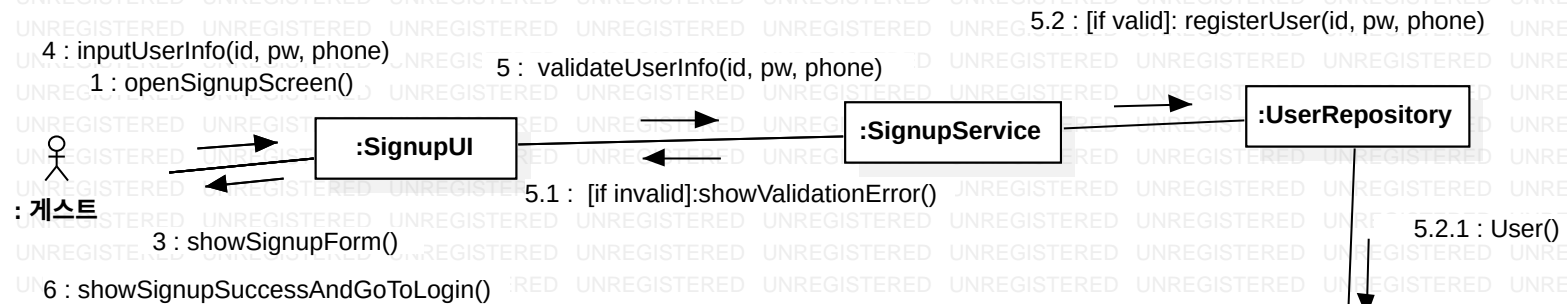 5.2 : [if valid]: registerUser(id, pw, phone)
4 : inputUserInfo(id, pw, phone)
1 : openSignupScreen()
5 : validateUserInfo(id, pw, phone)
:SignupUI
:SignupService
:UserRepository
5.1 : [if invalid]:showValidationError()
: 게스트
3 : showSignupForm()
5.2.1 : User()
6 : showSignupSuccessAndGoToLogin()
UNREGISTERED